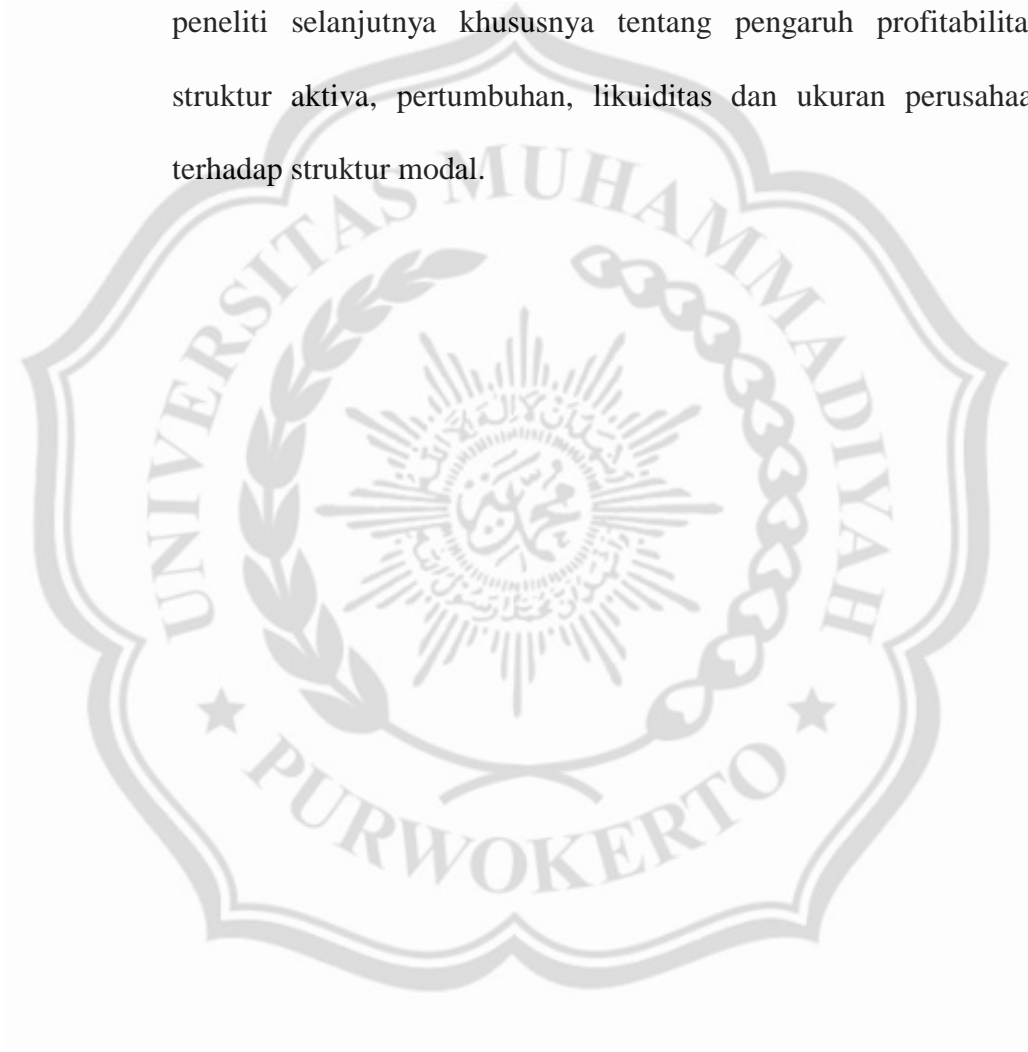 peneliti selanjutnya khususnya tentang pengaruh profitabilita
struktur aktiva, pertumbuhan, likuiditas dan ukuran perusahaa
terhadap struktur modal.
UNIVERSITAS MUHAMMADIYAH
PURWOKERTO
محمد